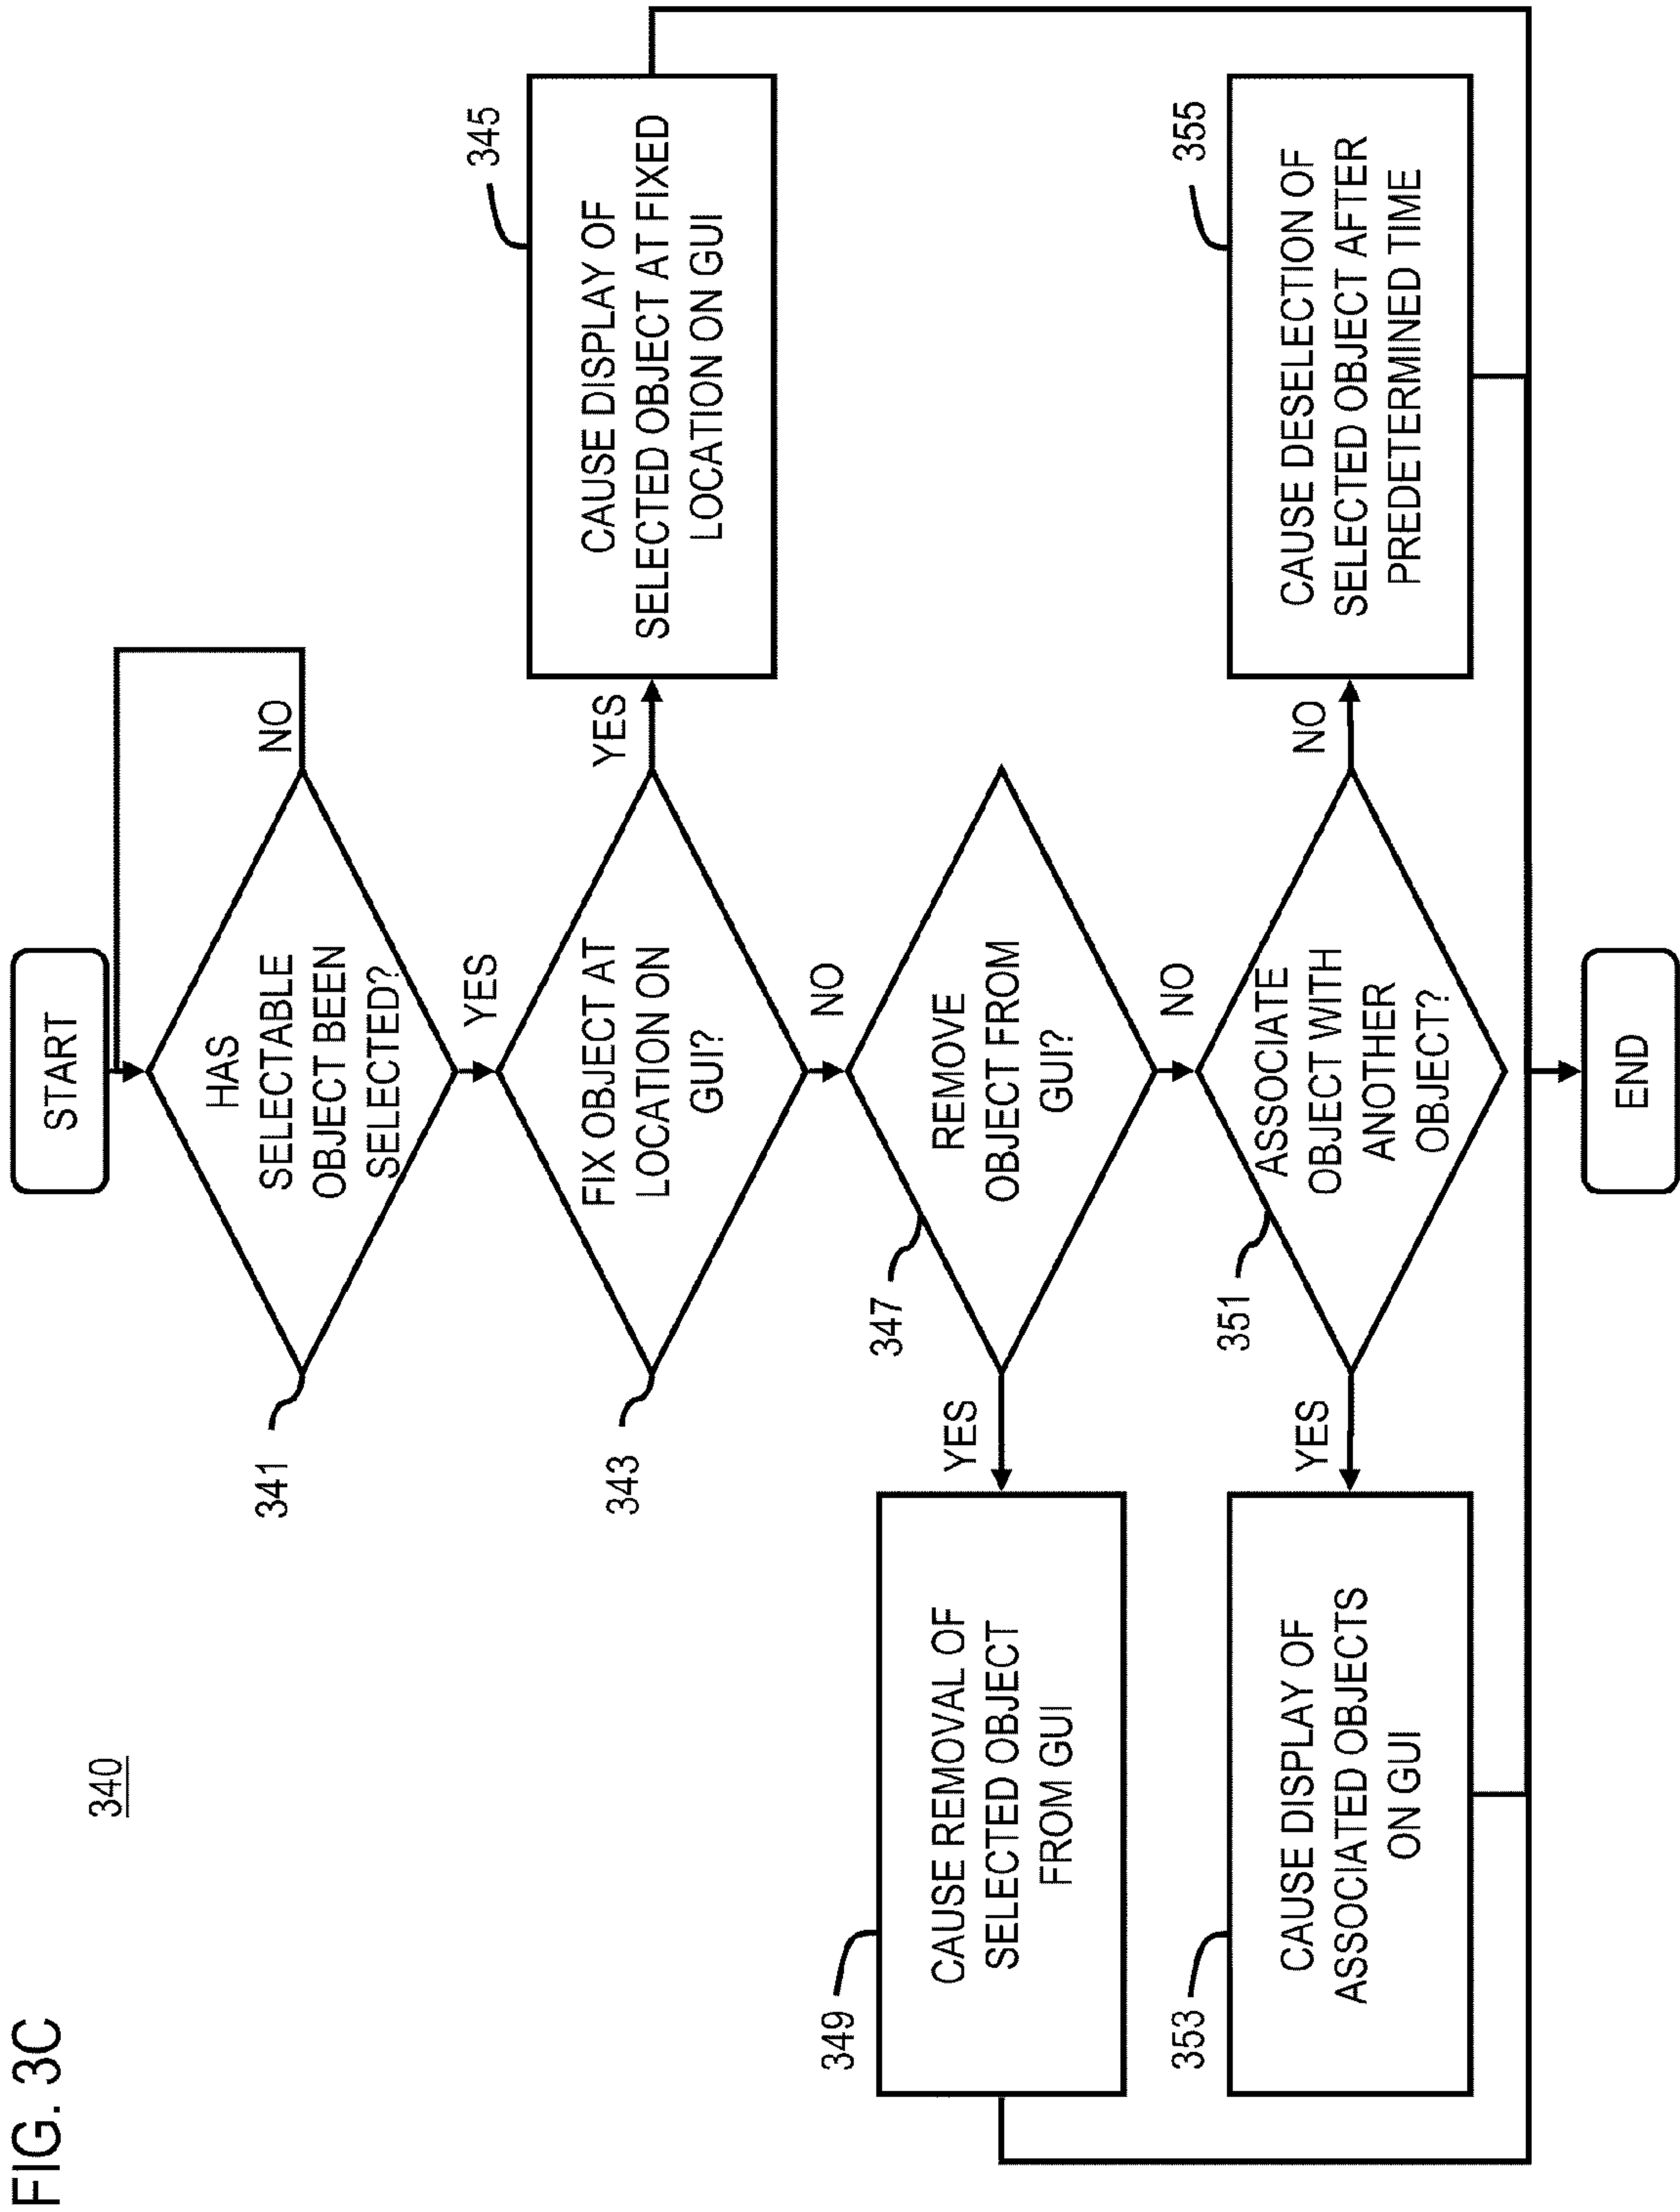 FIG. 3C
340
START
HAS
SELECTABLE
OBJECT BEEN
SELECTED?
341
NO
YES
FIX OBJECT AT
LOCATION ON
GUI?
343
YES
345
CAUSE DISPLAY OF
SELECTED OBJECT AT FIXED
LOCATION ON GUI
NO
REMOVE
OBJECT FROM
GUI?
347
YES
349
CAUSE REMOVAL OF
SELECTED OBJECT
FROM GUI
NO
ASSOCIATE
OBJECT WITH
ANOTHER
OBJECT?
351
YES
353
CAUSE DISPLAY OF
ASSOCIATED OBJECTS
ON GUI
NO
355
CAUSE DESELECTION OF
SELECTED OBJECT AFTER
PREDETERMINED TIME
END